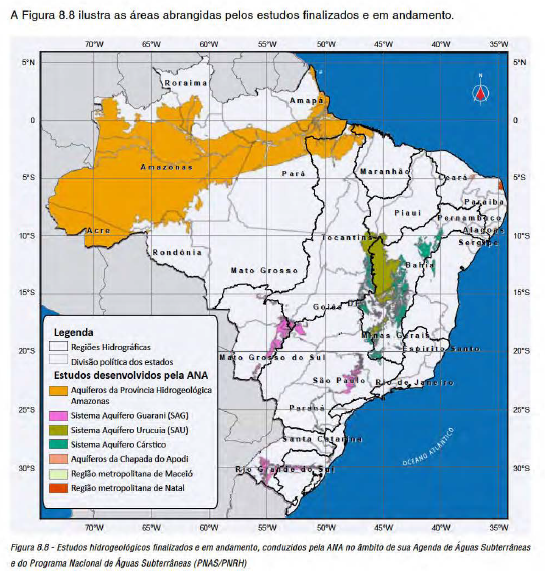 A Figura 8.8 ilustra as áreas abrangidas pelos estudos finalizados e em andamento.
70°W 65°W 60°W 55°W 50°W 45°W 40°W 35°W
5°N 5°N
N
Roraima
Amapá
0 0
Amazonas
Pará
Maranhão
Ceará
5°S 5°S
Paraíba
Piauí
Pernambuco
Acre
Alagoas
10°S 10°S
Tocantins
Sergipe
Rondônia
Bahia
Mato Grosso
15°S 15°S
Goiás D
Legenda
Regiões Hidrográficas
Divisão política dos estados
Minas Gerais
Espírito Santo
Estudos desenvolvidos pela ANA
Mato Grosso do Sul
20°S 20°S
Aquíferos da Província Hidrogeológica
Amazonas
São Paulo
Rio de Janeiro
Sistema Aquífero Guarani (SAG)
Paraná
25°S 25°S
Sistema Aquífero Urucuia (SAU)
Santa Catarina
Sistema Aquífero Cárstico
OCEANO ATLÂNTICO
Aquíferos da Chapada do Apodi
Rio Grande do Sul
30°S 30°S
Região metropolitana de Maceió
Região metropolitana de Natal
70°W 65°W 60°W 55°W 50°W 45°W 40°W 35°W
Figura 8.8 - Estudos hidrogeológicos finalizados e em andamento, conduzidos pela ANA no âmbito de sua Agenda de Águas Subterrâneas
e do Programa Nacional de Águas Subterrâneas (PNAS/PNRH)